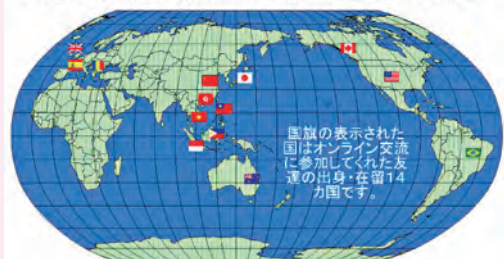 国旗の表示された
国はオンライン交流
に参加してくれた友
達の出身・在留14
カ国です。